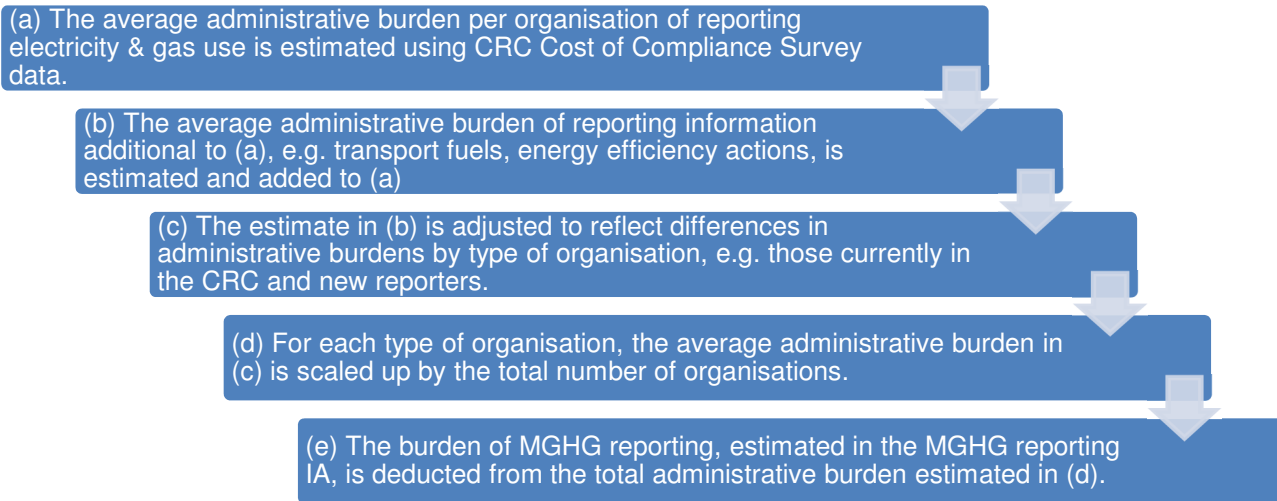 (a) The average administrative burden per organisation of reporting
electricity & gas use is estimated using CRC Cost of Compliance Survey
data.
(b) The average administrative burden of reporting information
additional to (a), e.g. transport fuels, energy efficiency actions, is
estimated and added to (a)
(c) The estimate in (b) is adjusted to reflect differences in
administrative burdens by type of organisation, e.g. those currently in
the CRC and new reporters.
(d) For each type of organisation, the average administrative burden in
(c) is scaled up by the total number of organisations.
(e) The burden of MGHG reporting, estimated in the MGHG reporting
IA, is deducted from the total administrative burden estimated in (d).